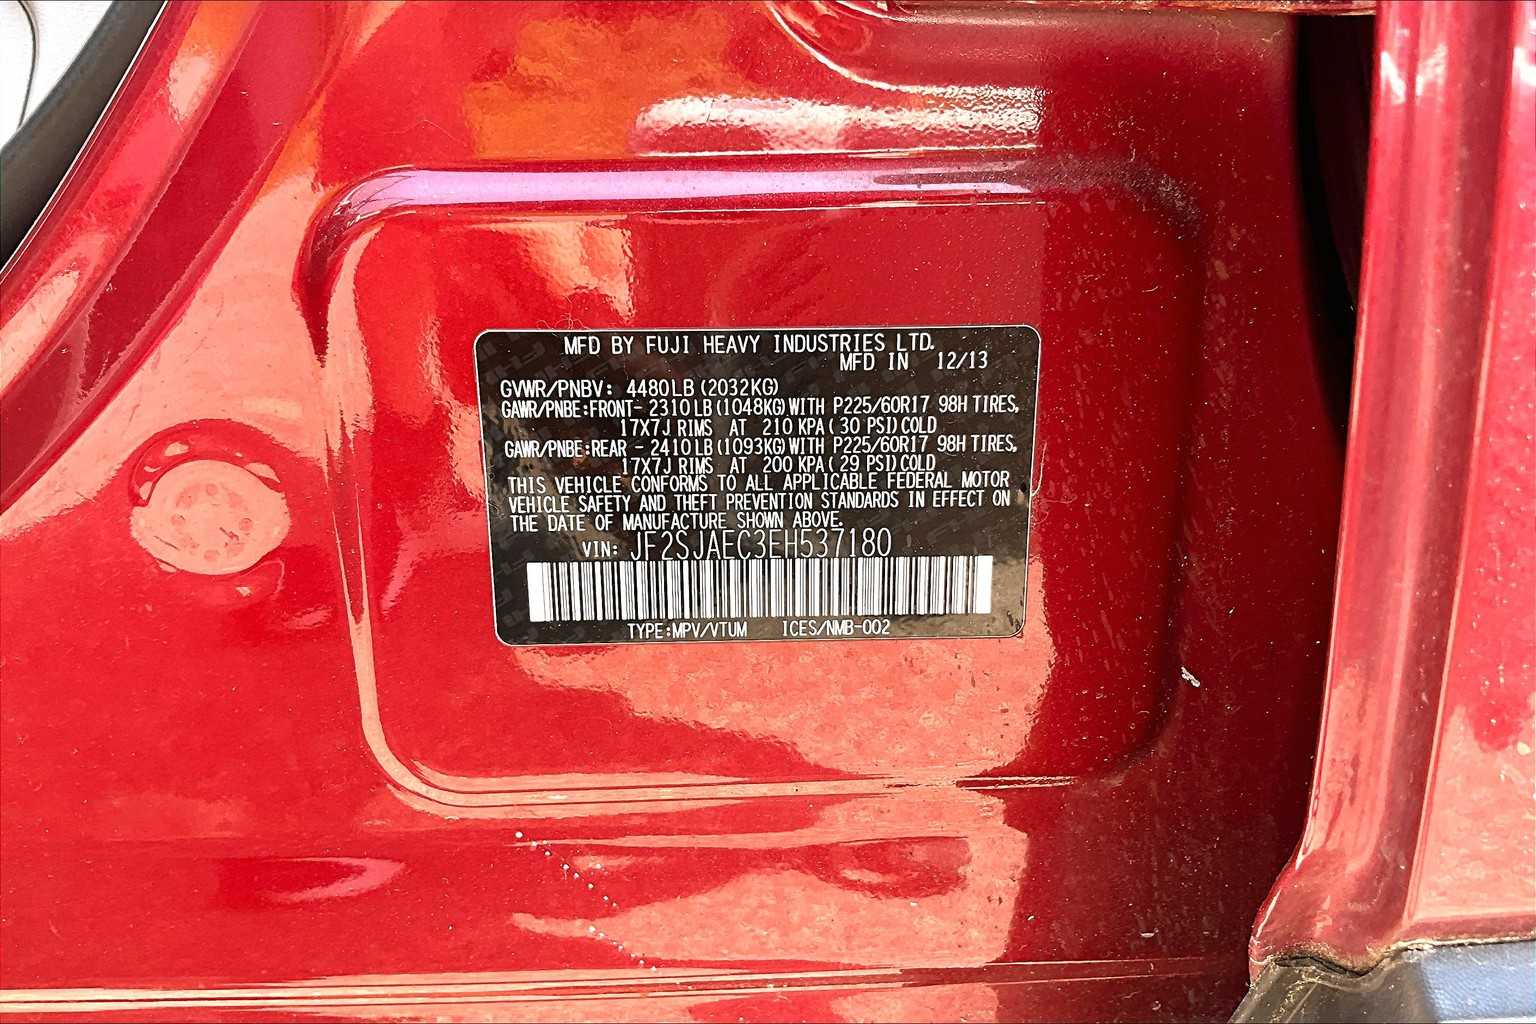 MFD BY FUJI HEAVY INDUSTRIES LTD.
MFD IN 12/13
GVWR/PNBV: 4480LB (2032KG)
GAWR/PNBE:FRONT- 2310LB (1048KG) WITH P225/60R17 98H TIRES,
17X7J RIMS AT 210 KPA ( 30 PSI) COLD
GAWR/PNBE:REAR - 2410LB (1093KG) WITH P225/60R17 98H TIRES,
17X7J RIMS AT 200 KPA ( 29 PSI) COLD
THIS VEHICLE CONFORMS TO ALL APPLICABLE FEDERAL MOTOR
VEHICLE SAFETY AND THEFT PREVENTION STANDARDS IN EFFECT ON
THE DATE OF MANUFACTURE SHOWN ABOVE.
VIN: JF2SJAEC3EH537180
TYPE:MPV/VTUM ICES/NMB-002